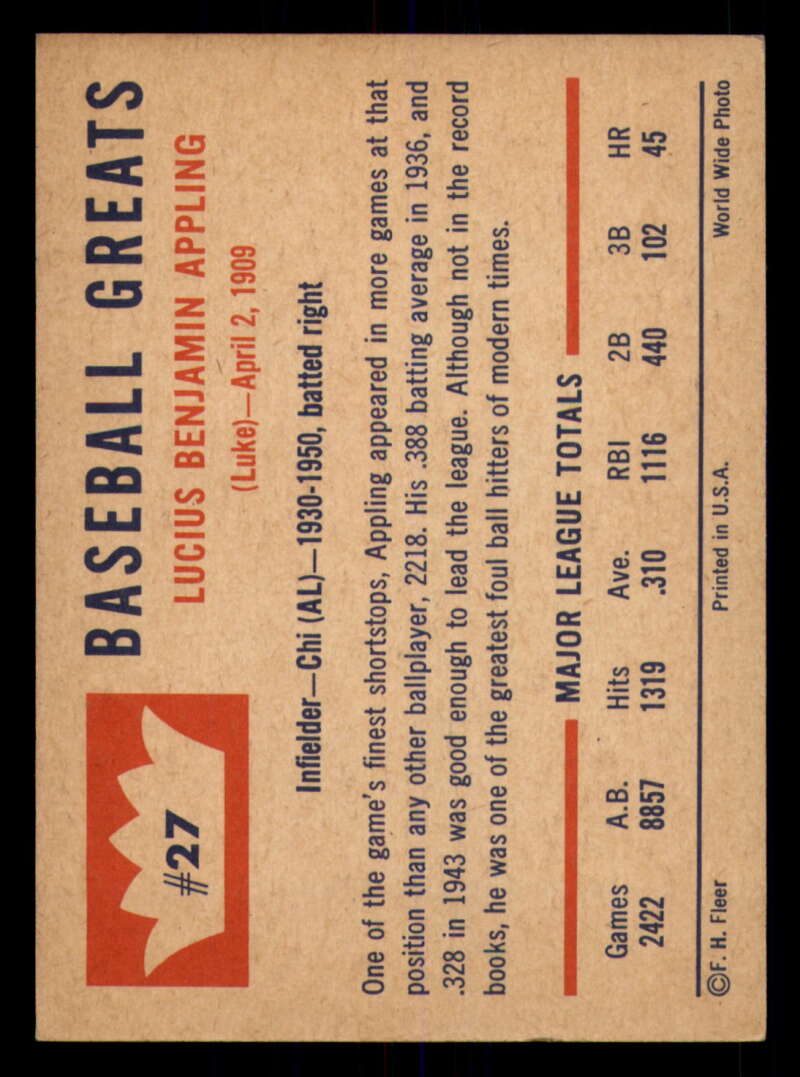 #27
BASEBALL GREATS
LUCIUS BENJAMIN APPLING
(Luke)—April 2, 1909
Infielder—Chi (AL)—1930-1950, batted right
One of the game's finest shortstops, Appling appeared in more games at that
position than any other ballplayer, 2218. His .388 batting average in 1936, and
.328 in 1943 was good enough to lead the league. Although not in the record
books, he was one of the greatest foul ball hitters of modern times.
MAJOR LEAGUE TOTALS
Games A.B. Hits Ave. RBI 2B 3B HR
2422 8857 1319 .310 1116 440 102 45
©F. H. Fleer Printed in U.S.A. World Wide Photo